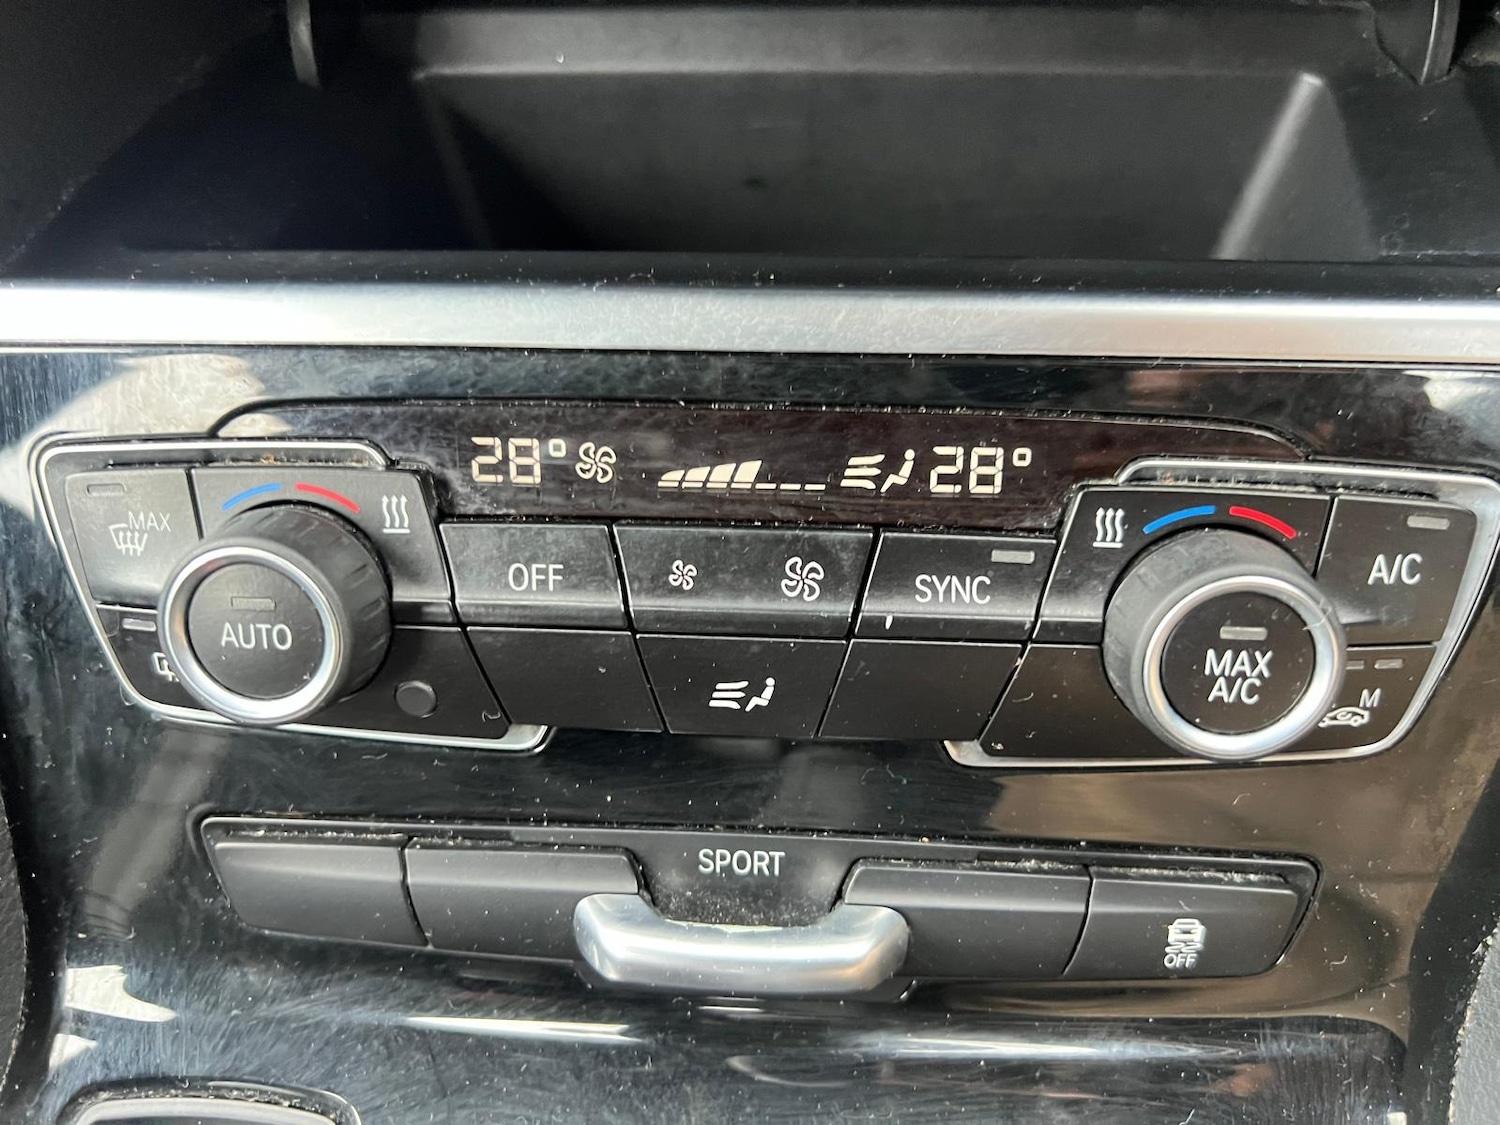 28° 28°
MAX
OFF
SYNC
A/C
AUTO
MAX
A/C
M
SPORT
OFF